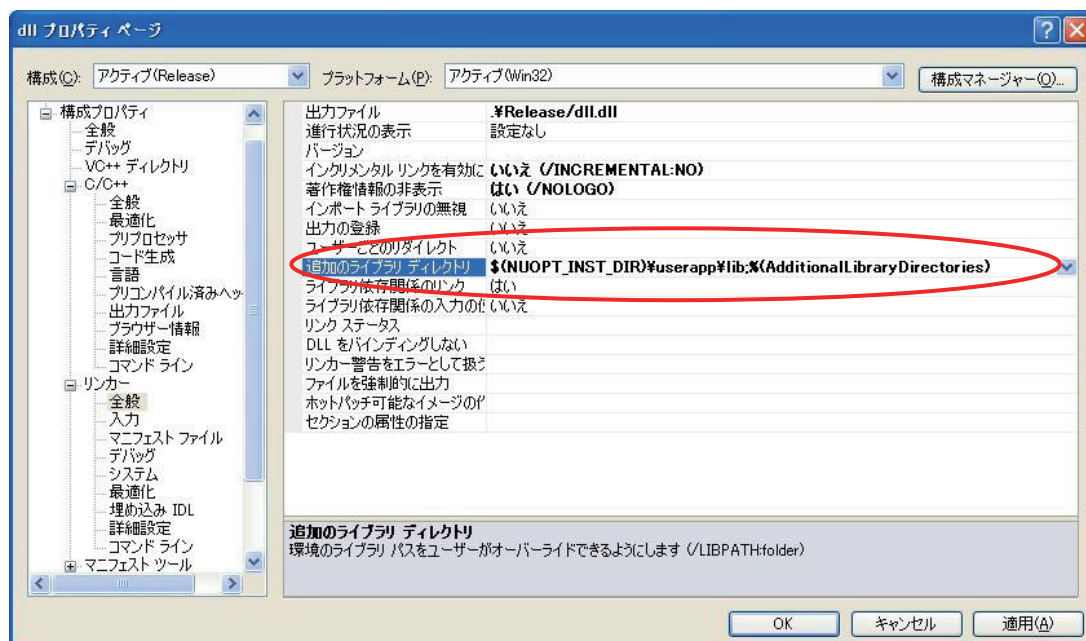 dll プロパティ ページ
構成(C): アクティブ(Release) プラットフォーム(P): アクティブ(Win32) 構成マネージャー(O)...
構成プロパティ
全般
デバッグ
VC++ ディレクトリ
C/C++
全般
最適化
プリプロセッサ
コード生成
言語
プリコンパイル済みヘッ
出力ファイル
ブラウザー情報
詳細設定
コマンド ライン
リンカー
全般
入力
マニフェスト ファイル
デバッグ
システム
最適化
埋め込み IDL
詳細設定
コマンド ライン
マニフェスト ツール
出力ファイル .¥Release/dll.dll
進行状況の表示 設定なし
バージョン
インクリメンタル リンクを有効に いいえ (/INCREMENTAL:NO)
著作権情報の非表示 はい (/NOLOGO)
インポート ライブラリの無視 いいえ
出力の登録 いいえ
ユーザーごとのリダイレクト いいえ
追加のライブラリ ディレクトリ $(NUOPT_INST_DIR)¥userapp¥lib;%(AdditionalLibraryDirectories)
ライブラリ依存関係のリンク はい
ライブラリ依存関係の入力の いいえ
リンク ステータス
DLL をバインディングしない
リンカー警告をエラーとして扱う
ファイルを強制的に出力
ホットパッチ可能なイメージの
セクションの属性の指定
追加のライブラリ ディレクトリ
環境のライブラリ パスをユーザーがオーバーライドできるようにします (/LIBPATH:folder)
OK キャンセル 適用(A)